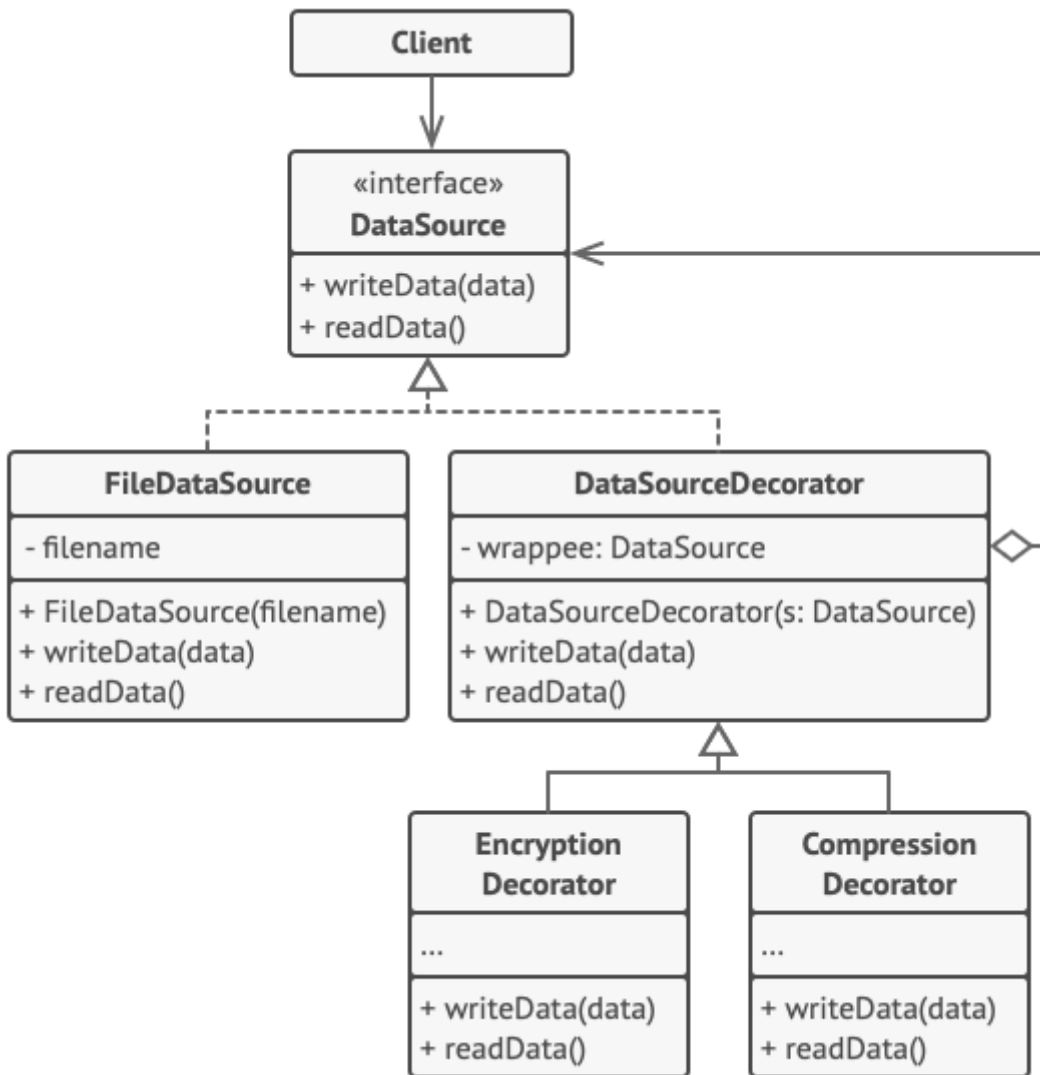 Client
«interface»
DataSource
+ writeData(data)
+ readData()
FileDataSource
- filename
+ FileDataSource(filename)
+ writeData(data)
+ readData()
DataSourceDecorator
- wrappee: DataSource
+ DataSourceDecorator(s: DataSource)
+ writeData(data)
+ readData()
Encryption
Decorator
...
+ writeData(data)
+ readData()
Compression
Decorator
...
+ writeData(data)
+ readData()